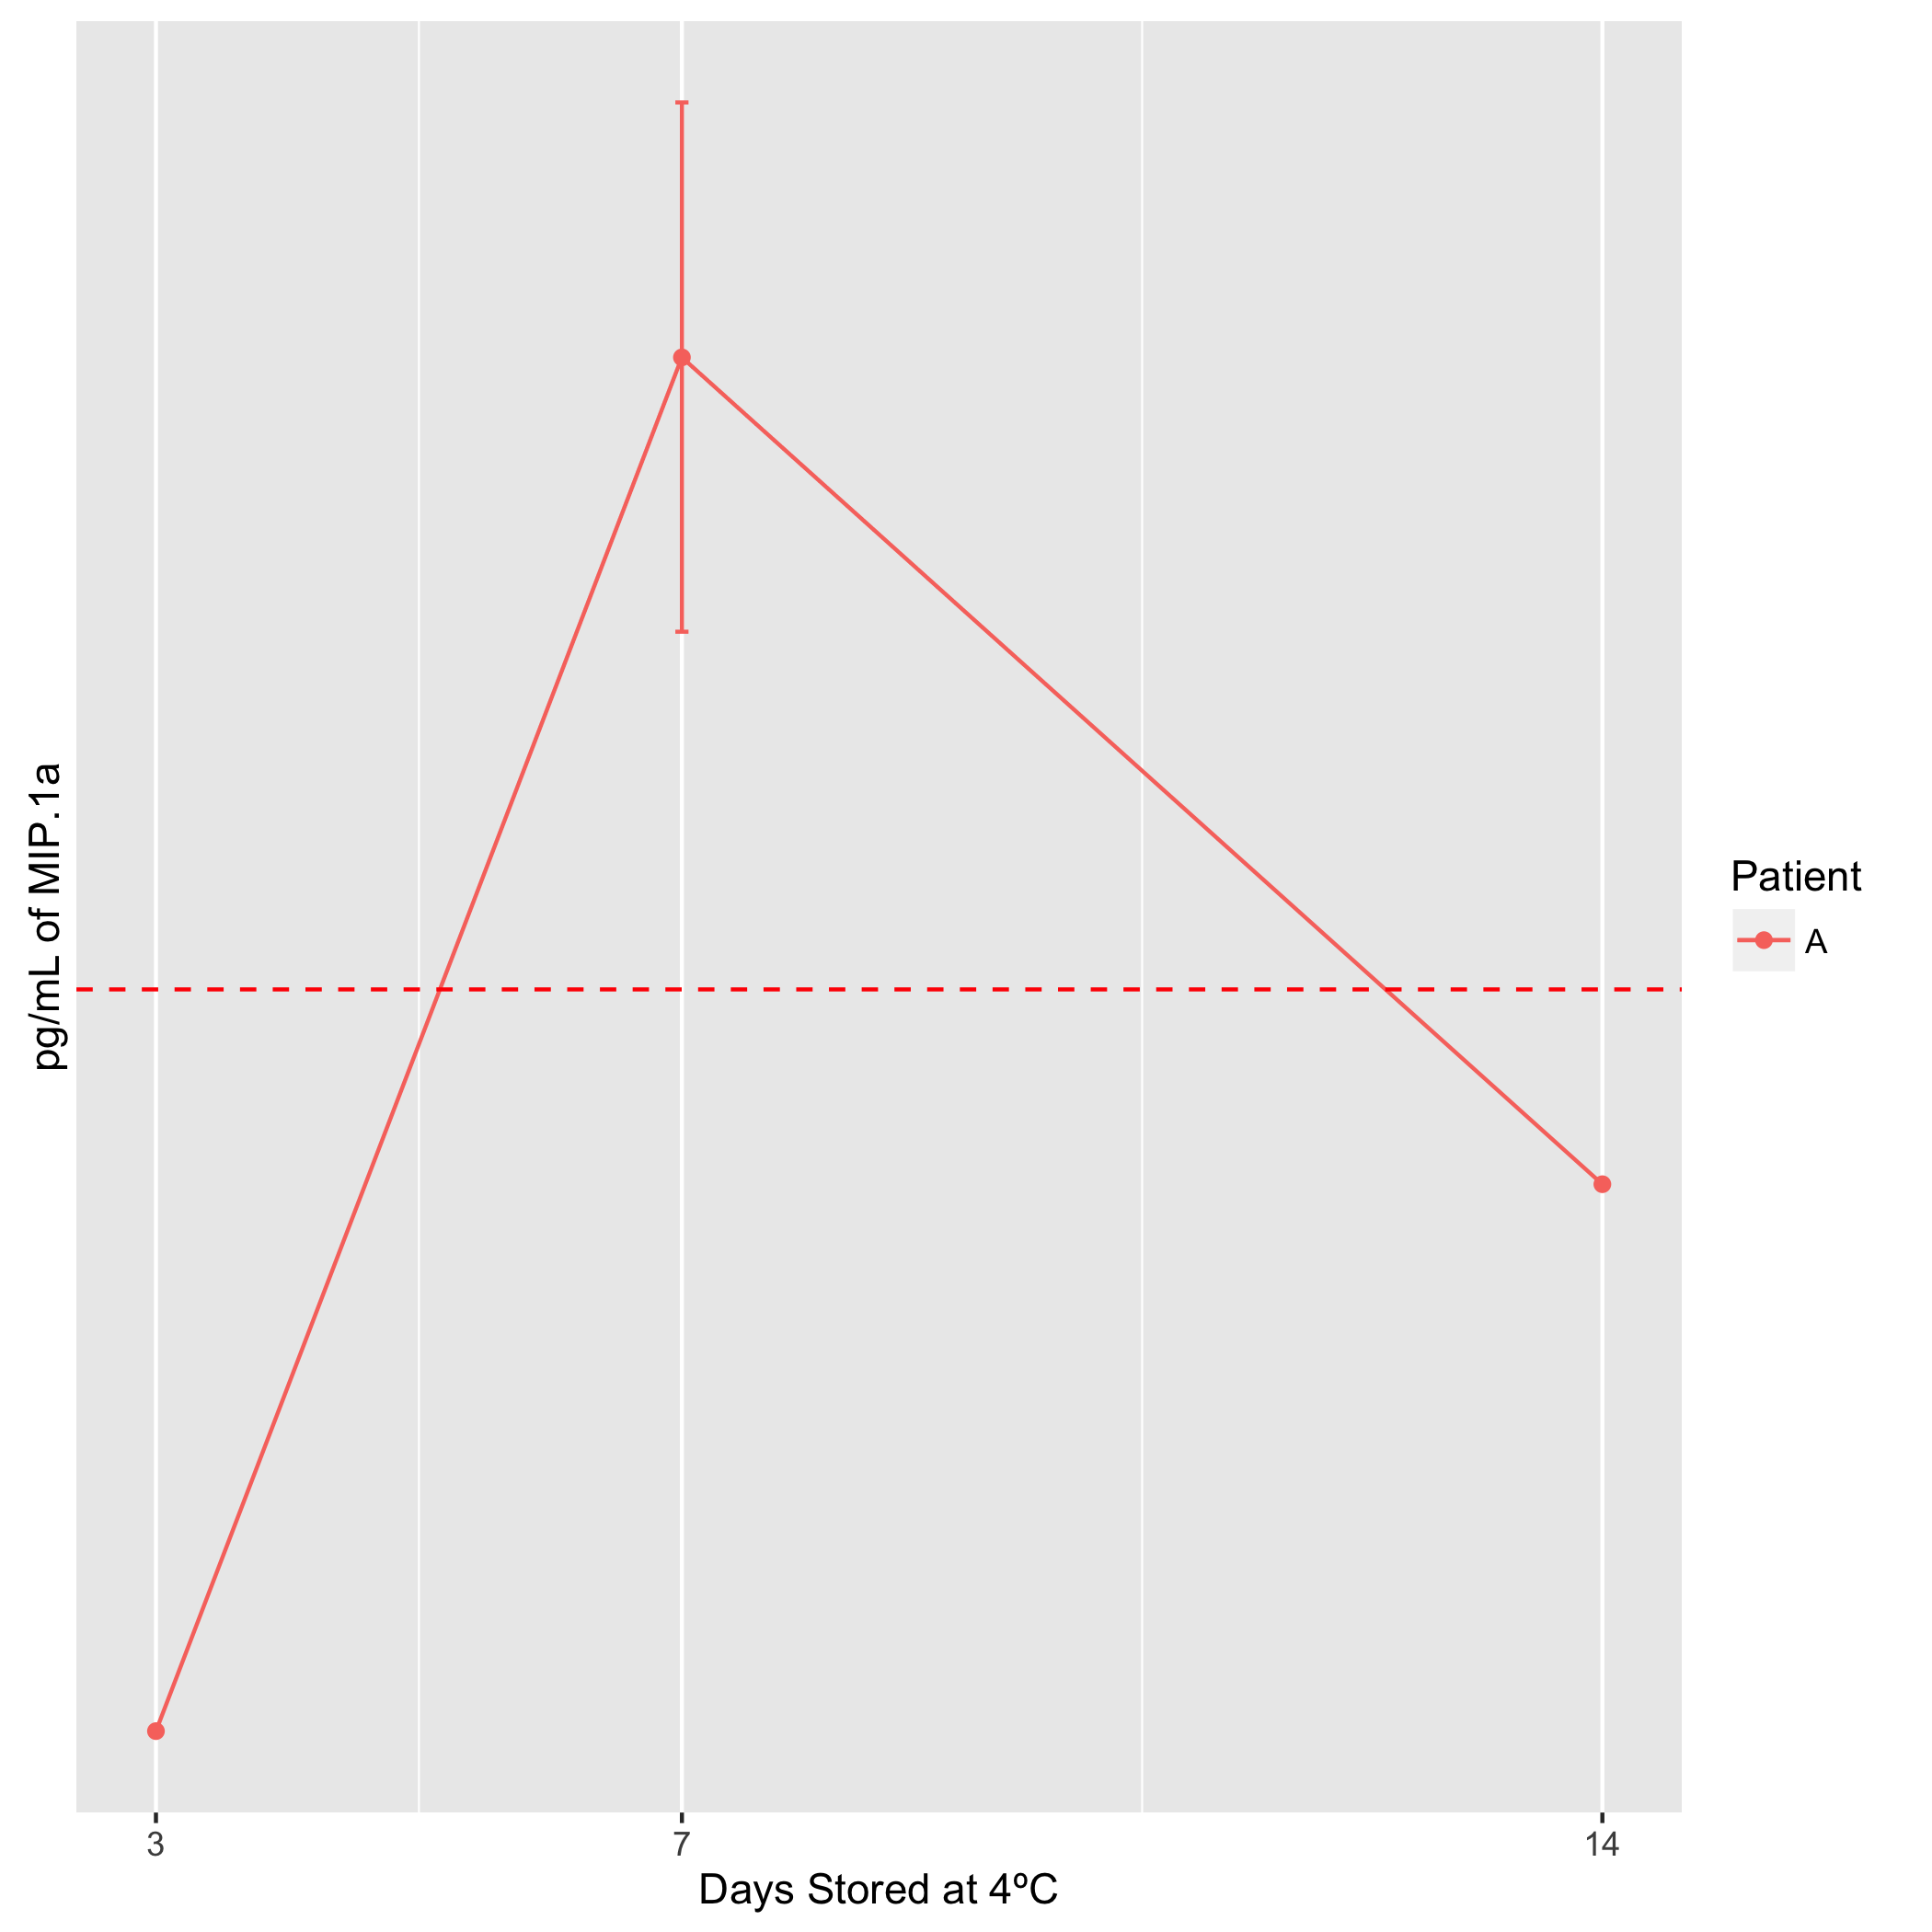 pg/mL of MIP.1a
3
7
14
Days Stored at 4ºC
Patient
A